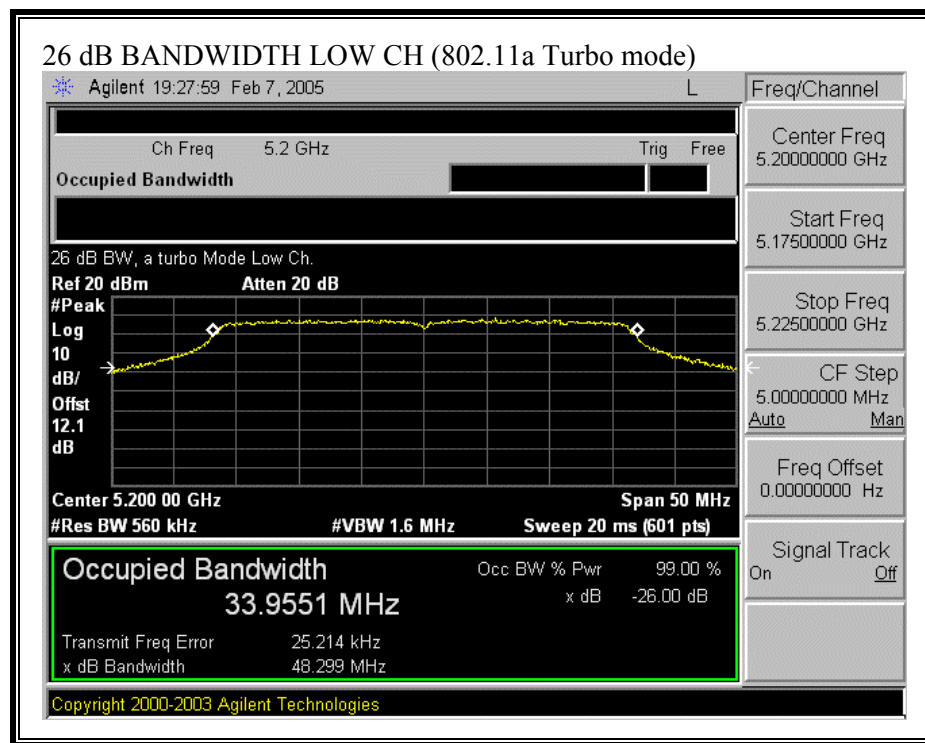 26 dB BANDWIDTH LOW CH (802.11a Turbo mode)
Agilent 19:27:59 Feb 7, 2005 L
Freq/Channel
Ch Freq 5.2 GHz Trig Free
Occupied Bandwidth
Center Freq
5.20000000 GHz
Start Freq
5.17500000 GHz
Stop Freq
5.22500000 GHz
CF Step
5.00000000 MHz
Auto Man
Freq Offset
0.00000000 Hz
Signal Track
On Off
26 dB BW, a turbo Mode Low Ch.
Ref 20 dBm Atten 20 dB
#Peak
Log
10
dB/
Offst
12.1
dB
Center 5.200 00 GHz Span 50 MHz
#Res BW 560 kHz #VBW 1.6 MHz Sweep 20 ms (601 pts)
Occupied Bandwidth
33.9551 MHz
Occ BW % Pwr 99.00 %
x dB -26.00 dB
Transmit Freq Error 25.214 kHz
x dB Bandwidth 48.299 MHz
Copyright 2000-2003 Agilent Technologies